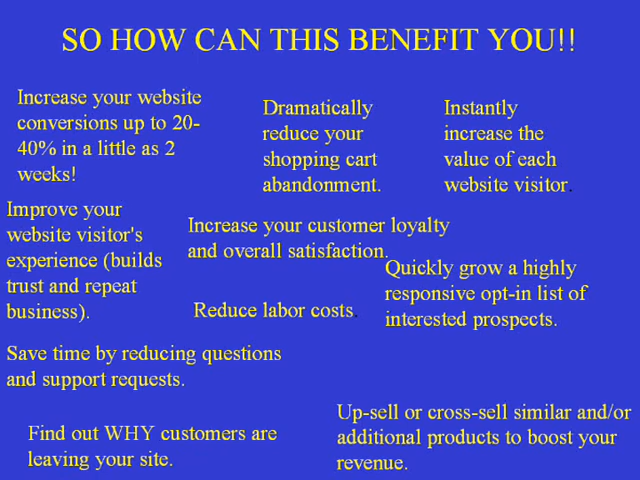 SO HOW CAN THIS BENEFIT YOU!!
Increase your website
conversions up to 20-
40% in a little as 2
weeks!
Dramatically
reduce your
shopping cart
abandonment.
Instantly
increase the
value of each
website visitor.
Improve your
website visitor's
experience (builds
trust and repeat
business).
Increase your customer loyalty
and overall satisfaction.
Quickly grow a highly
responsive opt-in list of
interested prospects.
Reduce labor costs.
Save time by reducing questions
and support requests.
Find out WHY customers are
leaving your site.
Up-sell or cross-sell similar and/or
additional products to boost your
revenue.